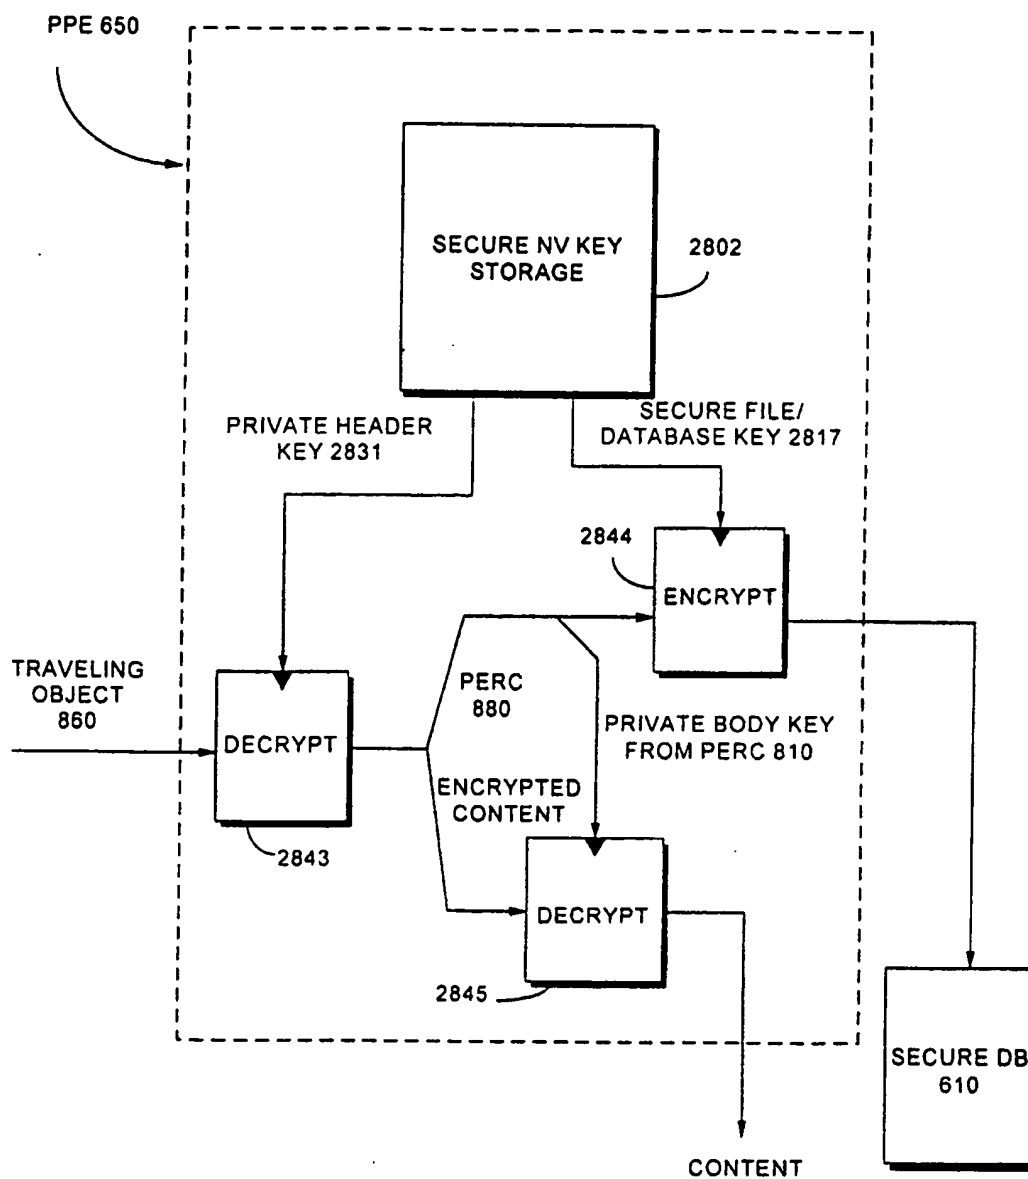 PPE 650
SECURE NV KEY
STORAGE
2802
PRIVATE HEADER
KEY 2831
SECURE FILE/
DATABASE KEY 2817
2844
ENCRYPT
TRAVELING
OBJECT
860
DECRYPT
PERC
880
PRIVATE BODY KEY
FROM PERC 810
ENCRYPTED
CONTENT
2843
DECRYPT
2845
SECURE DB
610
CONTENT